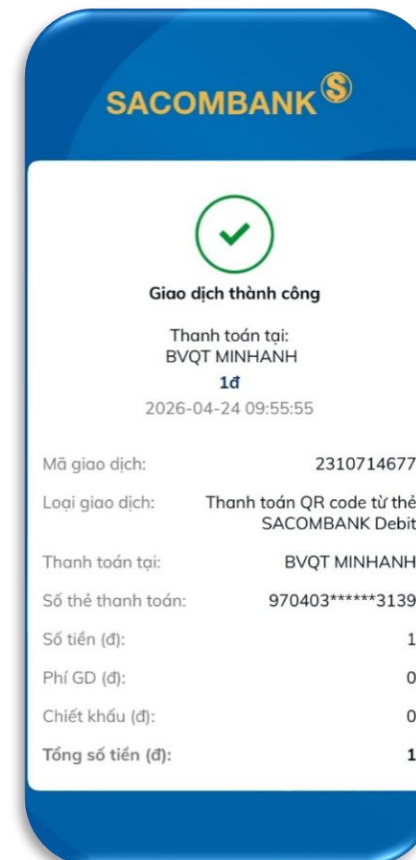 SACOMBANK S
Giao dịch thành công
Thanh toán tại:
BVQT MINHANH
1đ
2026-04-24 09:55:55
Mã giao dịch: 2310714677
Loại giao dịch: Thanh toán QR code từ thẻ
SACOMBANK Debit
Thanh toán tại: BVQT MINHANH
Số thẻ thanh toán: 970403******3139
Số tiền (đ): 1
Phí GD (đ): 0
Chiết khấu (đ): 0
Tổng số tiền (đ): 1